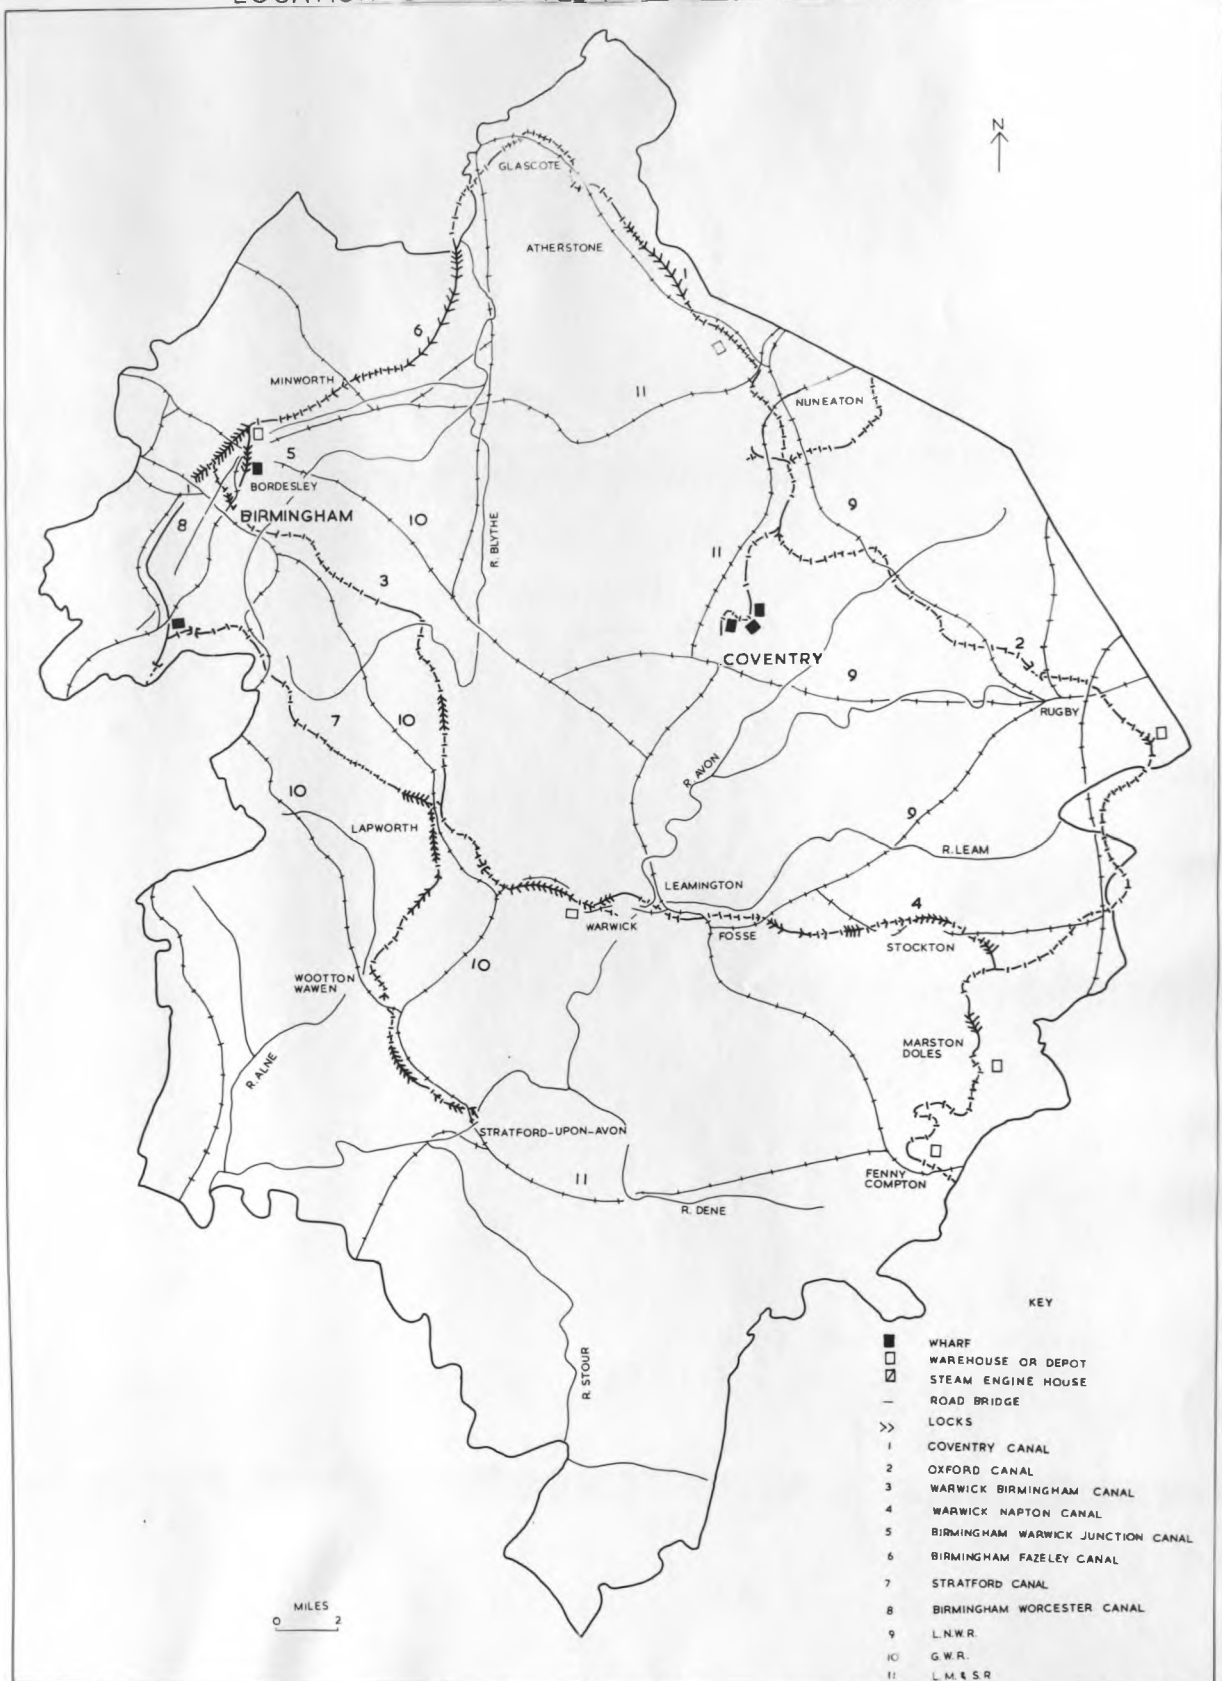 LOCATION
N
GLASCOTE
ATHERSTONE
1
6
MINWORTH
11
NUNEATON
5
BORDESLEY
BIRMINGHAM
8
10
9
R. BLYTHE
11
3
2
COVENTRY
9
7
10
RUGBY
R. AVON
10
9
LAPWORTH
R. LEAM
LEAMINGTON
4
WARWICK
FOSSE
STOCKTON
10
WOOTTON
WAWEN
MARSTON
DOLES
R. ALNE
STRATFORD-UPON-AVON
11
FENNY
COMPTON
R. DENE
R. STOUR
KEY
WHARF
WAREHOUSE OR DEPOT
STEAM ENGINE HOUSE
ROAD BRIDGE
LOCKS
1 COVENTRY CANAL
2 OXFORD CANAL
3 WARWICK BIRMINGHAM CANAL
4 WARWICK NAPTON CANAL
5 BIRMINGHAM WARWICK JUNCTION CANAL
6 BIRMINGHAM FAZELEY CANAL
7 STRATFORD CANAL
8 BIRMINGHAM WORCESTER CANAL
9 L.N.W.R.
10 G.W.R.
11 L.M.& S.R
MILES
0 2